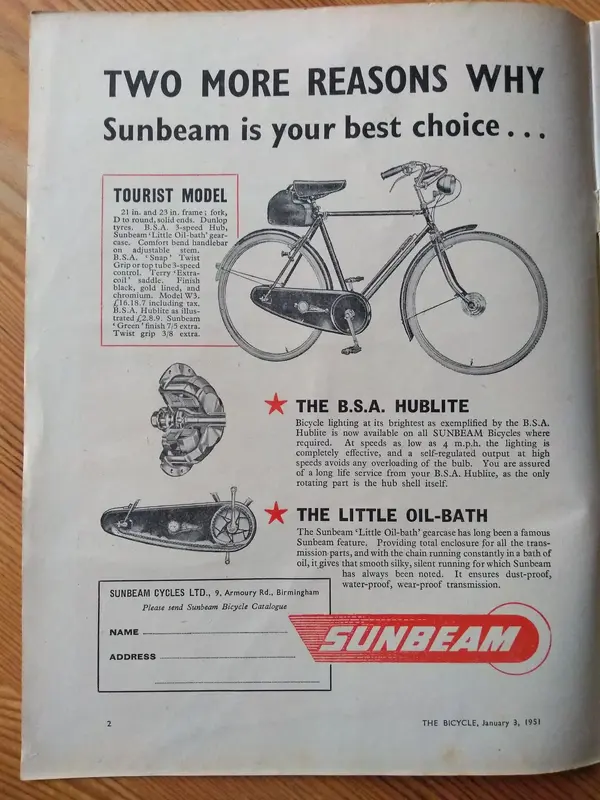 TWO MORE REASONS WHY
Sunbeam is your best choice...
TOURIST MODEL
21 in. and 23 in. frame; fork,
D to round, solid ends. Dunlop
tyres. B.S.A. 3-speed Hub,
Sunbeam 'Little Oil-bath' gear-
case. Comfort bend handlebar
on adjustable stem.
B.S.A. 'Snap' Twist
Grip or top tube 3-speed
control. Terry 'Extra-
coil' saddle. Finish
black, gold lined, and
chromium. Model W3.
£16.18.7 including tax.
B.S.A. Hublite as illus-
trated £2.8.9. Sunbeam
'Green' finish 7/5 extra.
Twist grip 3/8 extra.
★ THE B.S.A. HUBLITE
Bicycle lighting at its brightest as exemplified by the B.S.A.
Hublite is now available on all SUNBEAM Bicycles where
required. At speeds as low as 4 m.p.h. the lighting is
completely effective, and a self-regulated output at high
speeds avoids any overloading of the bulb. You are assured
of a long life service from your B.S.A. Hublite, as the only
rotating part is the hub shell itself.
★ THE LITTLE OIL-BATH
The Sunbeam 'Little Oil-bath' gearcase has long been a famous
Sunbeam feature. Providing total enclosure for all the trans-
mission parts, and with the chain running constantly in a bath of
oil, it gives that smooth silky, silent running for which Sunbeam
has always been noted. It ensures dust-proof,
water-proof, wear-proof transmission.
SUNBEAM CYCLES LTD., 9, Armoury Rd., Birmingham
Please send Sunbeam Bicycle Catalogue
NAME
ADDRESS
SUNBEAM
2
THE BICYCLE, January 3, 1951